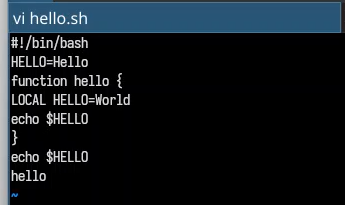 vi hello.sh
#!/bin/bash
HELLO=Hello
function hello {
LOCAL HELLO=World
echo $HELLO
}
echo $HELLO
hello
~